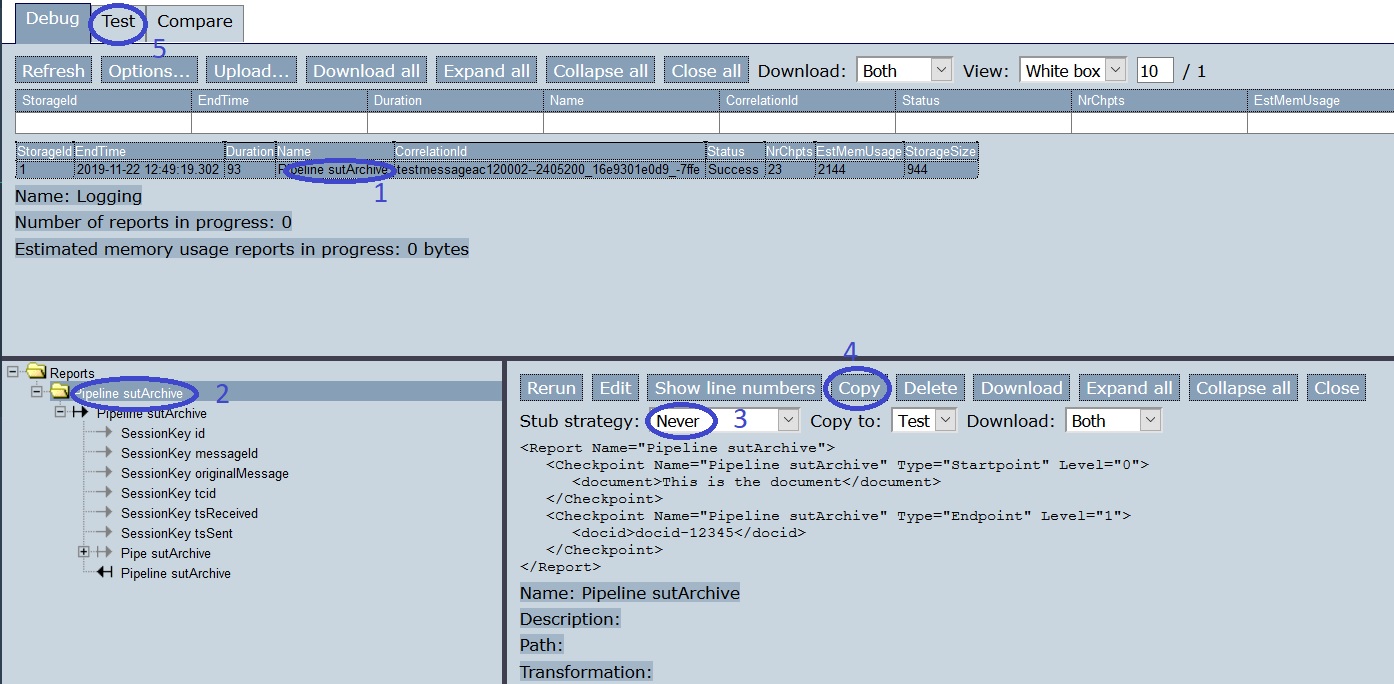 Debug Test Compare
5
Refresh Options... Upload... Download all Expand all Collapse all Close all Download: Both View: White box 10 / 1
StorageId EndTime Duration Name CorrelationId Status NrChpts EstMemUsage
StorageId EndTime Duration Name CorrelationId Status NrChpts EstMemUsage StorageSize
1 2019-11-22 12:49:19.302 93 Pipeline sutArchive testmessageac120002--2405200_16e9301e0d9_-7ffe Success 23 2144 944
1
Name: Logging
Number of reports in progress: 0
Estimated memory usage reports in progress: 0 bytes
Reports
Pipeline sutArchive 2
Pipeline sutArchive
SessionKey id
SessionKey messageId
SessionKey originalMessage
SessionKey tcid
SessionKey tsReceived
SessionKey tsSent
Pipe sutArchive
Pipeline sutArchive
4
Rerun Edit Show line numbers Copy Delete Download Expand all Collapse all Close
Stub strategy: Never 3 Copy to: Test Download: Both
<Report Name="Pipeline sutArchive">
<Checkpoint Name="Pipeline sutArchive" Type="Startpoint" Level="0">
<document>This is the document</document>
</Checkpoint>
<Checkpoint Name="Pipeline sutArchive" Type="Endpoint" Level="1">
<docid>docid-12345</docid>
</Checkpoint>
</Report>
Name: Pipeline sutArchive
Description:
Path:
Transformation: